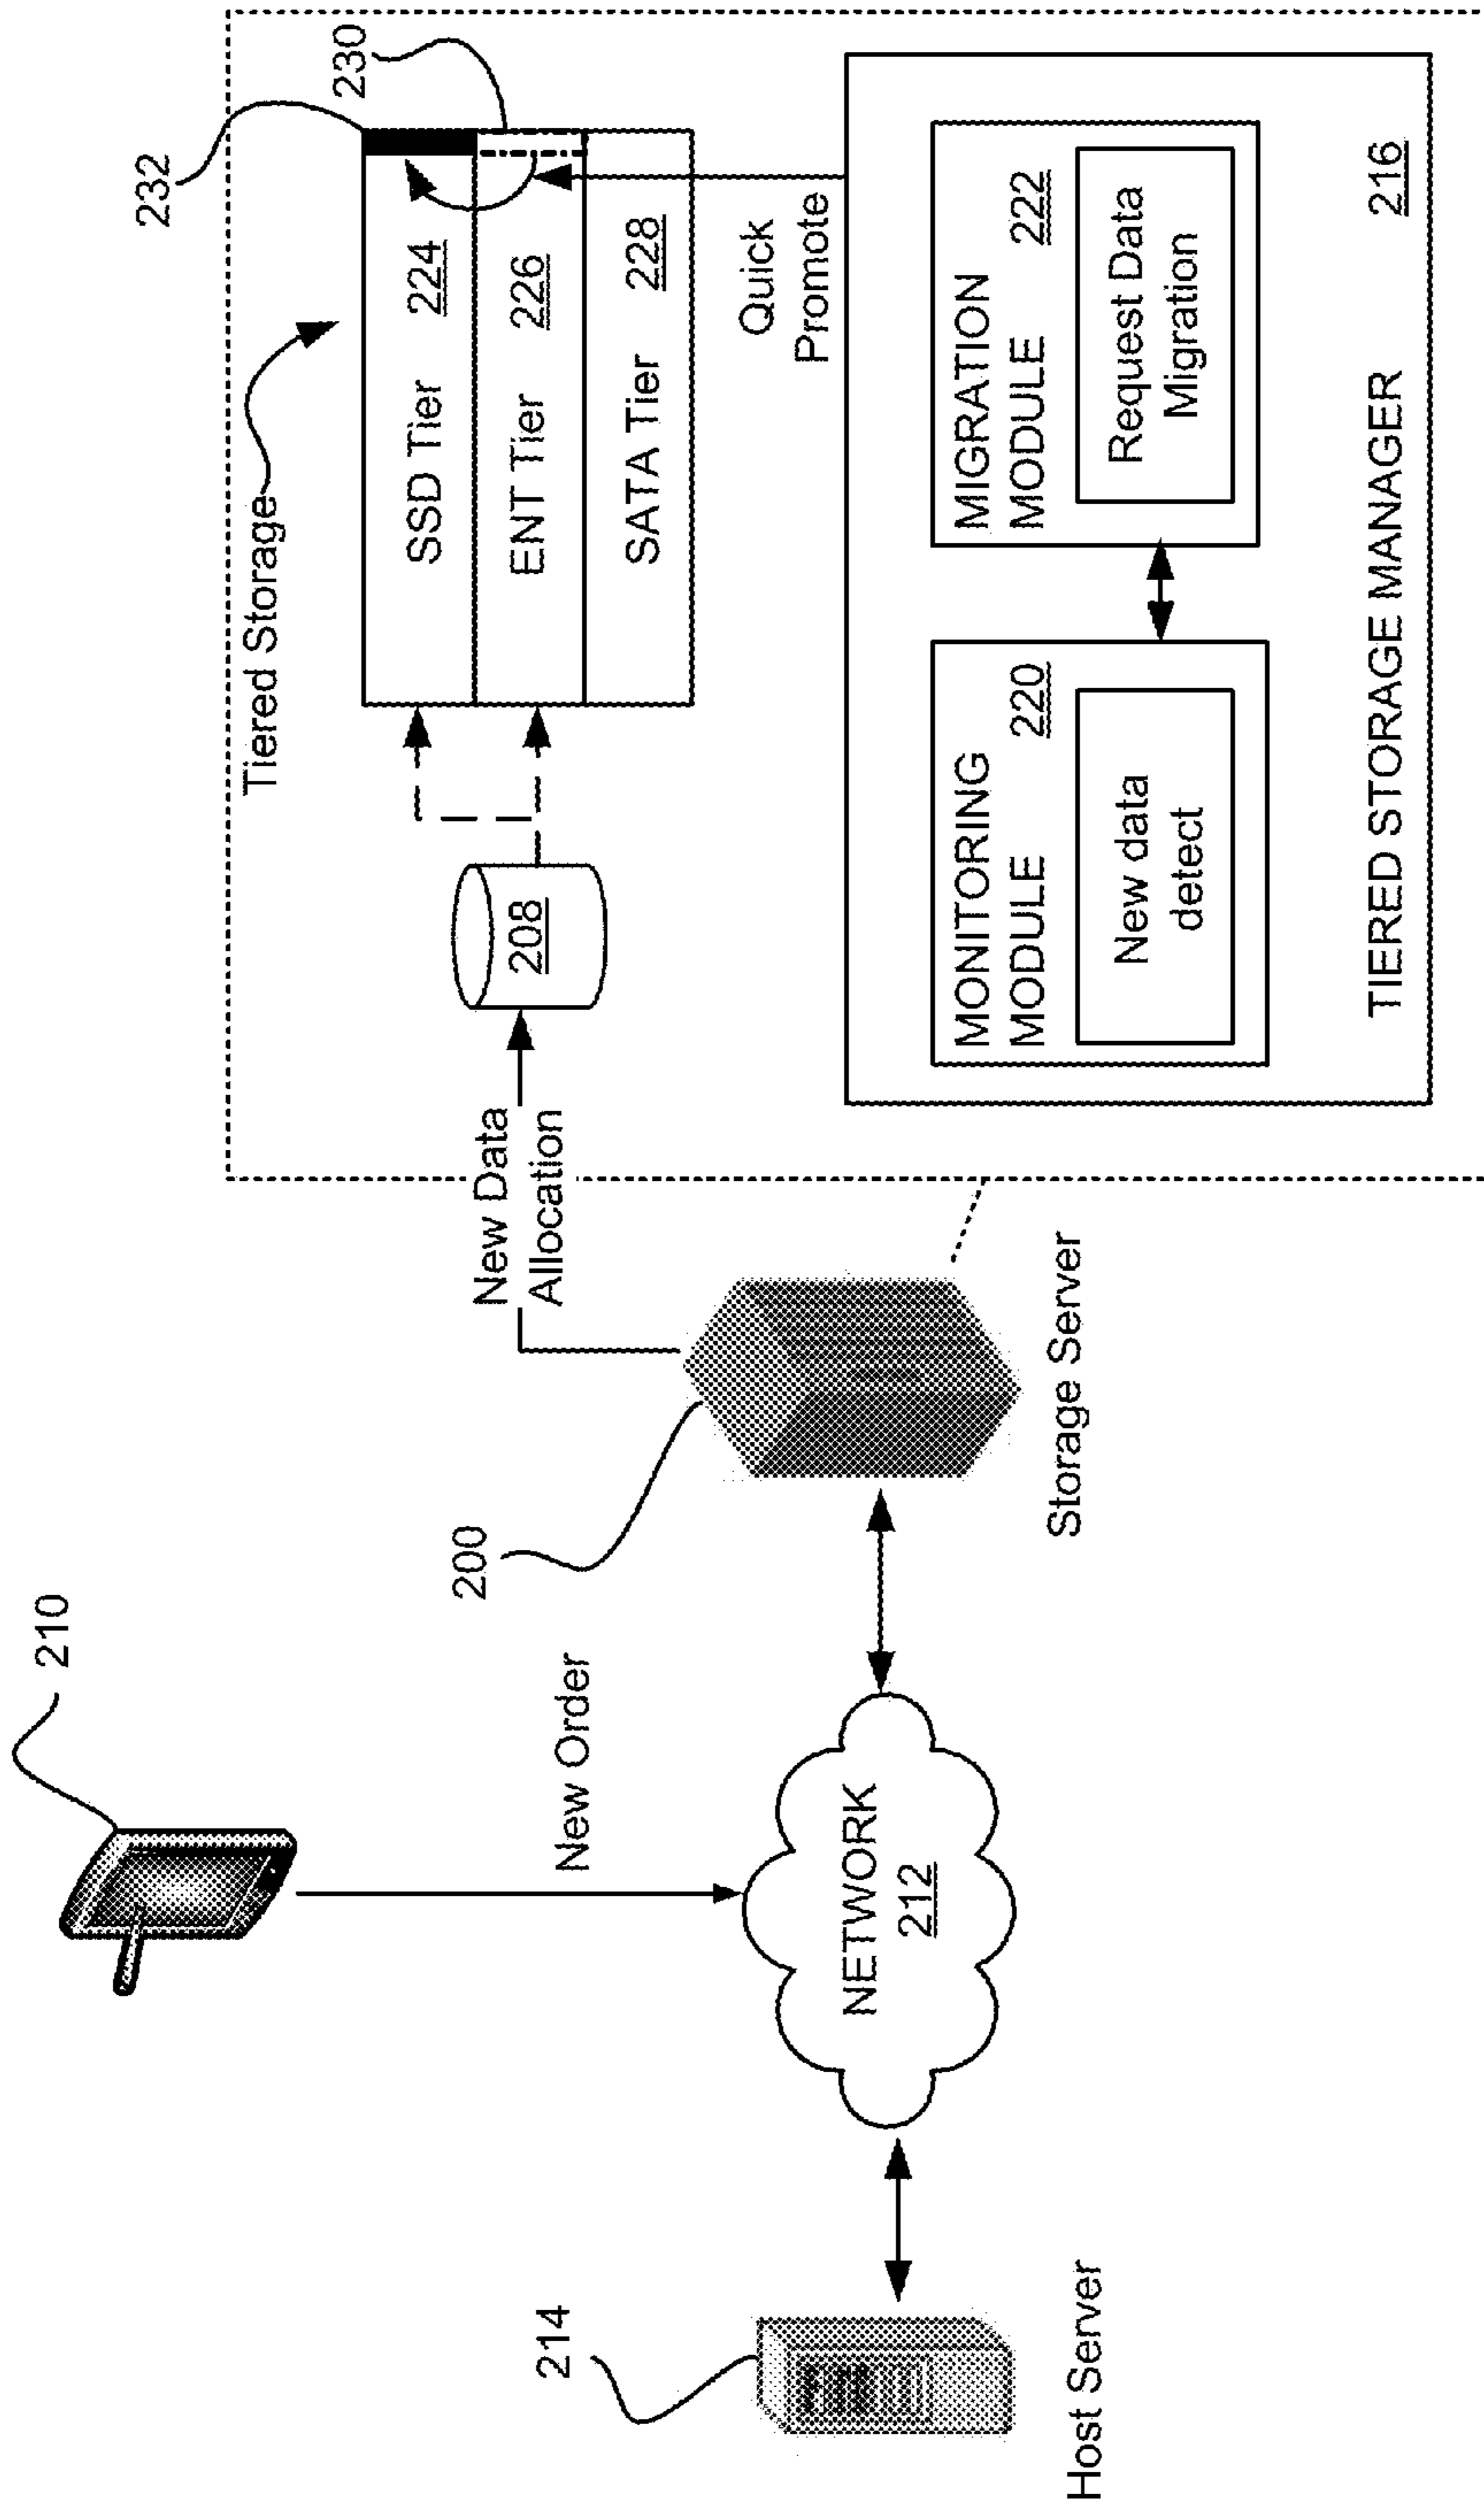 210
New Order
NETWORK
212
214
Host Server
200
Storage Server
New Data
Allocation
208
Tiered Storage
232
230
SSD Tier 224
ENT Tier 226
SATA Tier 228
Quick
Promote
MONITORING
MODULE 220
New data
detect
MIGRATION
MODULE 222
Request Data
Migration
TIERED STORAGE MANAGER 216